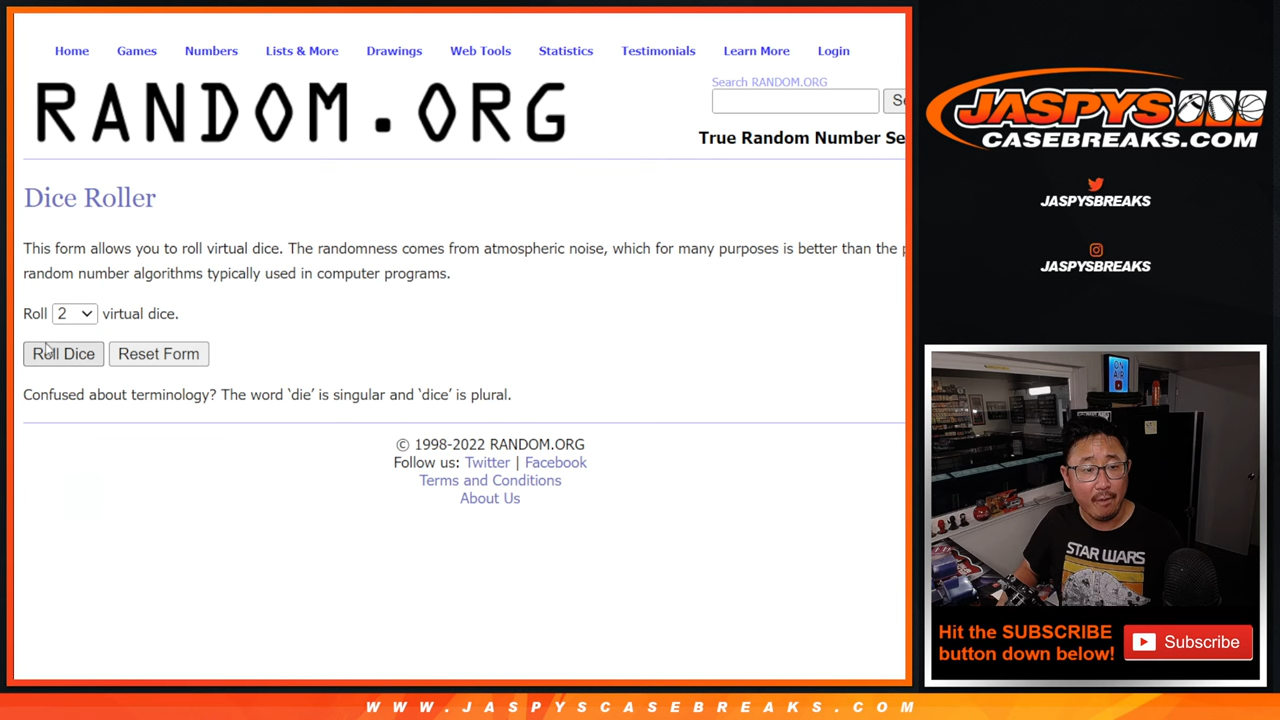 Home Games Numbers Lists & More Drawings Web Tools Statistics Testimonials Learn More Login
Search RANDOM.ORG
RANDOM.ORG
True Random Number Se
Dice Roller
This form allows you to roll virtual dice. The randomness comes from atmospheric noise, which for many purposes is better than the
random number algorithms typically used in computer programs.
Roll 2 virtual dice.
Roll Dice Reset Form
Confused about terminology? The word ‘die’ is singular and ‘dice’ is plural.
© 1998-2022 RANDOM.ORG
Follow us: Twitter | Facebook
Terms and Conditions
About Us
JASPYS
CASEBREAKS.COM
JASPYSBREAKS
JASPYSBREAKS
ON
AIR
STAR WARS
Hit the SUBSCRIBE
button down below!
Subscribe
WWW.JASPYSCASEBREAKS.COM